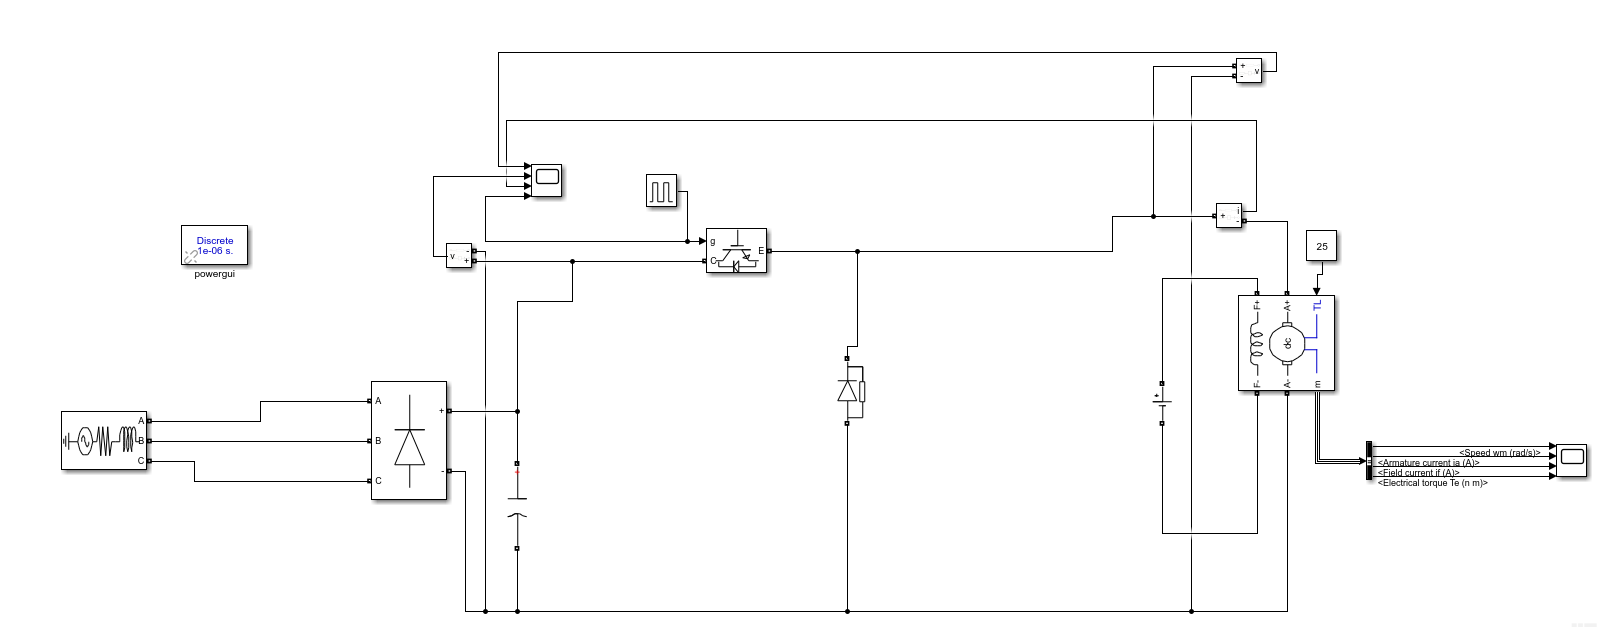 +
v
-
i
+
-
g
E
C
Discrete
1e-06 s.
powergui
-
v
+
25
F+
A+
TL
dc
F-
A-
m
A
B
C
A
B
C
+
-
+
+
<Speed wm (rad/s)>
<Armature current ia (A)>
<Field current if (A)>
<Electrical torque Te (n m)>